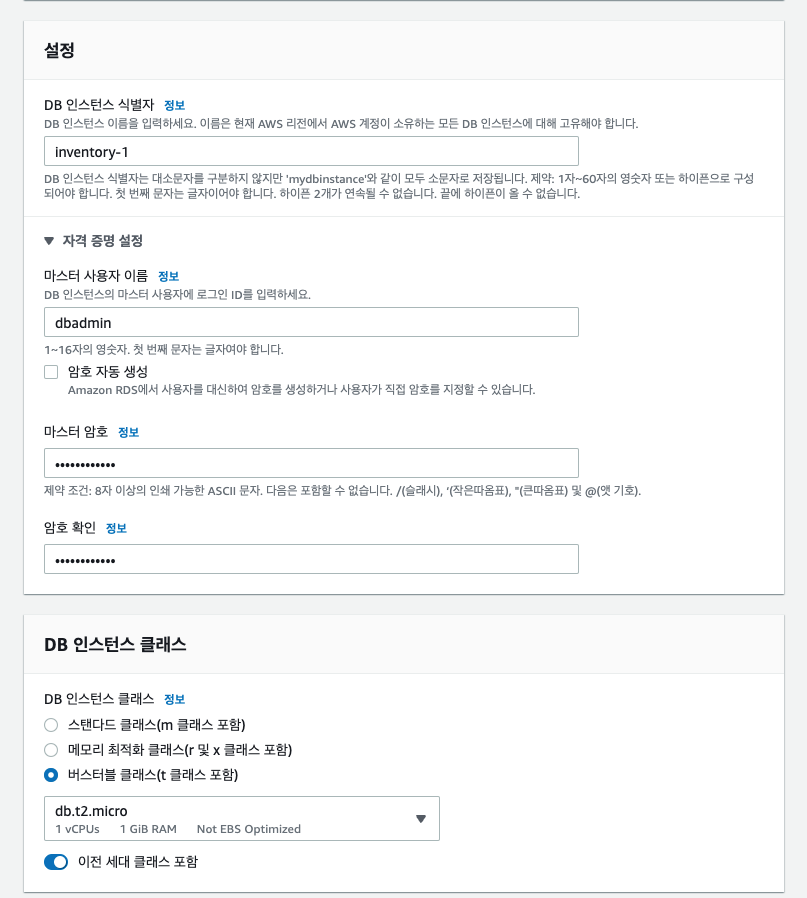 설정
DB 인스턴스 식별자 정보
DB 인스턴스 이름을 입력하세요. 이름은 현재 AWS 리전에서 AWS 계정이 소유하는 모든 DB 인스턴스에 대해 고유해야 합니다.
inventory-1
DB 인스턴스 식별자는 대소문자를 구분하지 않지만 'mydbinstance'와 같이 모두 소문자로 저장됩니다. 제약: 1자~60자의 영숫자 또는 하이픈으로 구성
되어야 합니다. 첫 번째 문자는 글자이어야 합니다. 하이픈 2개가 연속될 수 없습니다. 끝에 하이픈이 올 수 없습니다.
자격 증명 설정
마스터 사용자 이름 정보
DB 인스턴스의 마스터 사용자에 로그인 ID를 입력하세요.
dbadmin
1~16자의 영숫자. 첫 번째 문자는 글자여야 합니다.
암호 자동 생성
Amazon RDS에서 사용자를 대신하여 암호를 생성하거나 사용자가 직접 암호를 지정할 수 있습니다.
마스터 암호 정보
••••••••••••
제약 조건: 8자 이상의 인쇄 가능한 ASCII 문자. 다음은 포함할 수 없습니다. /(슬래시), '(작은따옴표), "(큰따옴표) 및 @(앳 기호).
암호 확인 정보
••••••••••••
DB 인스턴스 클래스
DB 인스턴스 클래스 정보
스탠다드 클래스(m 클래스 포함)
메모리 최적화 클래스(r 및 x 클래스 포함)
버스터블 클래스(t 클래스 포함)
db.t2.micro
1 vCPUs 1 GiB RAM Not EBS Optimized
이전 세대 클래스 포함